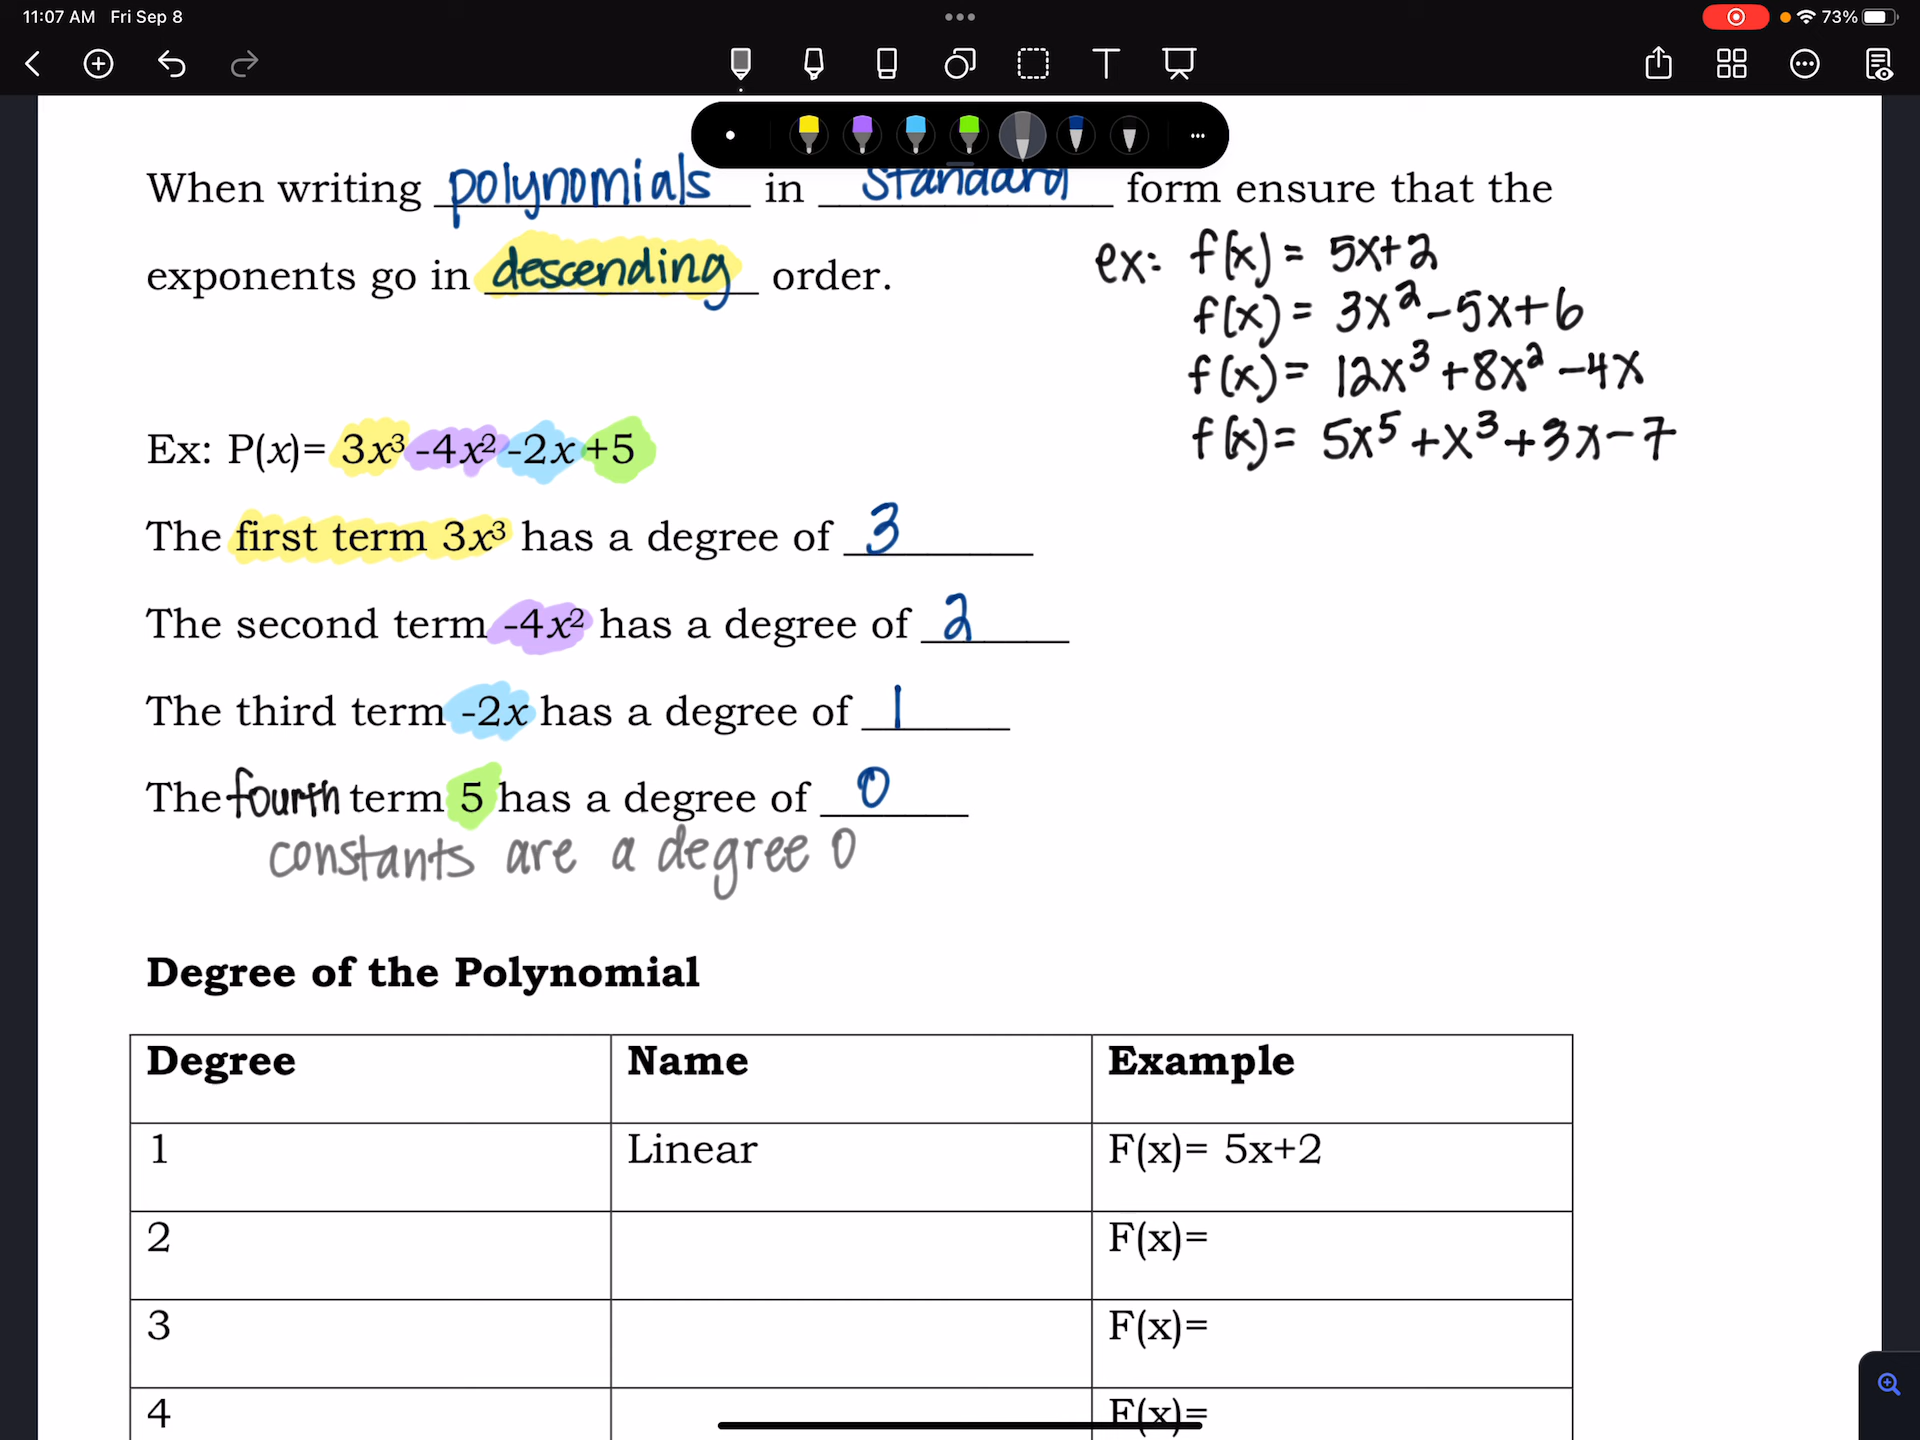 11:07 AM Fri Sep 8
73%
When writing polynomials in standard form ensure that the
exponents go in descending order.
ex: f(x) = 5x+2
f(x) = 3x² -5x+6
f(x) = 12x³ +8x² -4x
f(x) = 5x⁵ +x³ +3x-7
Ex: P(x)= 3x³ -4x² -2x +5
The first term 3x³ has a degree of 3
The second term -4x² has a degree of 2
The third term -2x has a degree of 1
The fourth term 5 has a degree of 0
constants are a degree 0
Degree of the Polynomial
Degree Name Example
1 Linear F(x)= 5x+2
2 F(x)=
3 F(x)=
4 F(x)=